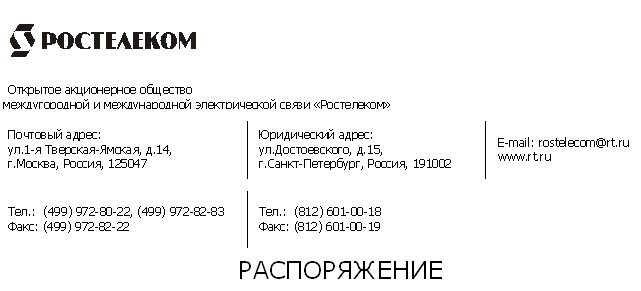 РОСТЕЛЕКОМ
Открытое акционерное общество
междугородной и международной электрической связи «Ростелеком»
Почтовый адрес:
ул.1-я Тверская-Ямская, д.14,
г.Москва, Россия, 125047
Юридический адрес:
ул.Достоевского, д.15,
г.Санкт-Петербург, Россия, 191002
E-mail: rostelecom@rt.ru
www.rt.ru
Тел.: (499) 972-80-22, (499) 972-82-83
Факс: (499) 972-82-22
Тел.: (812) 601-00-18
Факс: (812) 601-00-19
РАСПОРЯЖЕНИЕ